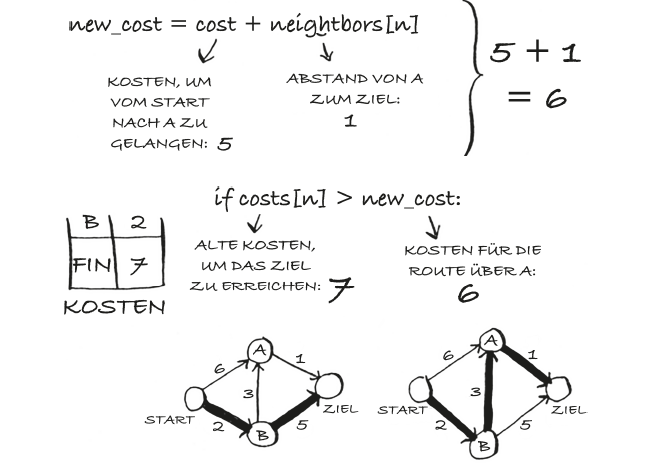 new_cost = cost + neightbors[n]
KOSTEN, UM
VOM START
NACH A ZU
GELANGEN: 5
ABSTAND VON A
ZUM ZIEL:
1
5 + 1
= 6
if costs[n] > new_cost:
B 2
FIN 7
KOSTEN
ALTE KOSTEN,
UM DAS ZIEL
ZU ERREICHEN: 7
KOSTEN FÜR DIE
ROUTE ÜBER A:
6
A
6 1
3
START ZIEL
2 5
B
A
6 1
3
START ZIEL
2 5
B